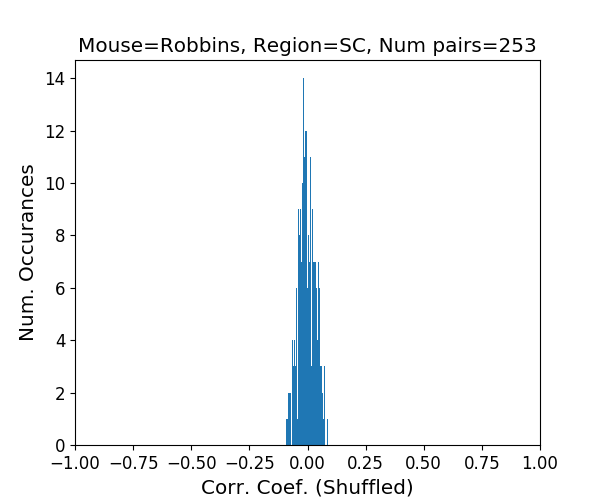 Mouse=Robbins, Region=SC, Num pairs=253
Num. Occurances
14
12
10
8
6
4
2
0
−1.00 −0.75 −0.50 −0.25 0.00 0.25 0.50 0.75 1.00
Corr. Coef. (Shuffled)